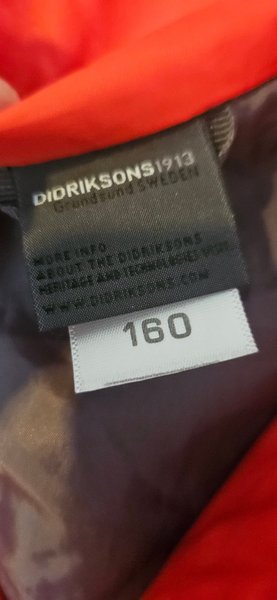 DIDRIKSONS1913
Grundsund SWEDEN
MORE INFO
ABOUT THE DIDRIKSONS
HERITAGE AND TECHNOLOGIES VISIT:
WWW.DIDRIKSONS.COM
160